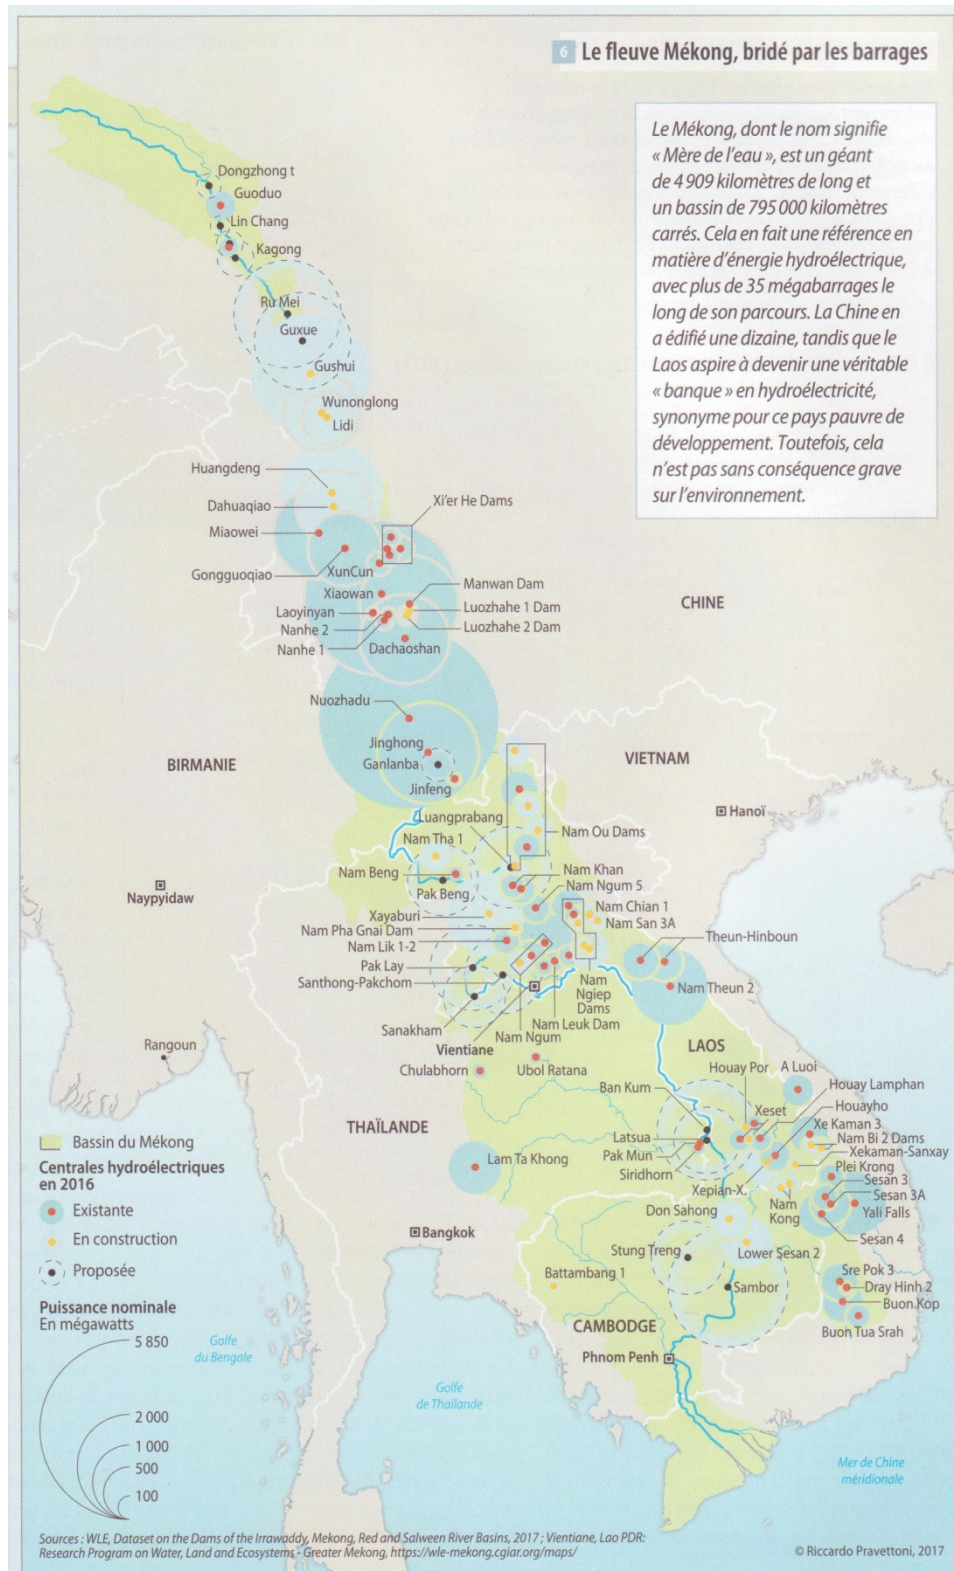 6 Le fleuve Mékong, bridé par les barrages
Le Mékong, dont le nom signifie
« Mère de l'eau », est un géant
de 4 909 kilomètres de long et
un bassin de 795 000 kilomètres
carrés. Cela en fait une référence en
matière d'énergie hydroélectrique,
avec plus de 35 mégabarrages le
long de son parcours. La Chine en
a édifié une dizaine, tandis que le
Laos aspire à devenir une véritable
« banque » en hydroélectricité,
synonyme pour ce pays pauvre de
développement. Toutefois, cela
n'est pas sans conséquence grave
sur l'environnement.
Dongzhong t
Guoduo
Lin Chang
Kagong
Ru Mei
Guxue
Gushui
Wunonglong
Lidi
Huangdeng
Dahuaqiao
Miaowei
Gongguoqiao
Xi'er He Dams
XunCun
Xiaowan
Manwan Dam
Laoyinyan
Luozhahe 1 Dam
Nanhe 2
Luozhahe 2 Dam
Nanhe 1
Dachaoshan
CHINE
Nuozhadu
Jinghong
Ganlanba
Jinfeng
BIRMANIE
VIETNAM
Hanoï
Luangprabang
Nam Tha 1
Nam Ou Dams
Nam Beng
Pak Beng
Nam Khan
Nam Ngum 5
Naypyidaw
Xayaburi
Nam Chian 1
Nam San 3A
Nam Pha Gnai Dam
Nam Lik 1-2
Theun-Hinboun
Pak Lay
Santhong-Pakchom
Nam Theun 2
Nam
Ngiep
Dams
Sanakham
Nam Leuk Dam
Nam Ngum
Vientiane
Rangoun
LAOS
Chulabhorn
Ubol Ratana
Houay Por
A Luoi
Ban Kum
Houay Lamphan
Xeset
Houayho
THAÏLANDE
Latsua
Xe Kaman 3
Pak Mun
Nam Bi 2 Dams
Siridhorn
Xekaman-Sanxay
Lam Ta Khong
Plei Krong
Xepian-X.
Sesan 3
Nam
Kong
Sesan 3A
Don Sahong
Yali Falls
Bangkok
Sesan 4
Stung Treng
Lower Sesan 2
Battambang 1
Sambor
Sre Pok 3
Dray Hinh 2
Buon Kop
Buon Tua Srah
CAMBODGE
Phnom Penh
Bassin du Mékong
Centrales hydroélectriques
en 2016
Existante
En construction
Proposée
Puissance nominale
En mégawatts
5 850
2 000
1 000
500
100
Golfe
du Bengale
Golfe
de Thaïlande
Mer de Chine
méridionale
Sources : WLE, Dataset on the Dams of the Irrawaddy, Mekong, Red and Salween River Basins, 2017 ; Vientiane, Lao PDR:
Research Program on Water, Land and Ecosystems - Greater Mekong, https://wle-mekong.cgiar.org/maps/
© Riccardo Pravettoni, 2017